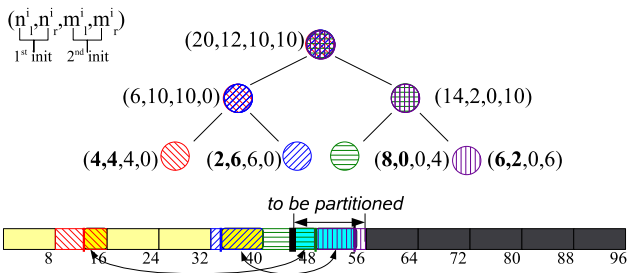 (n^i_l,n^i_r,m^i_l,m^i_r)
1st init 2nd init
(20,12,10,10)
(6,10,10,0) (14,2,0,10)
(4,4,4,0) (2,6,6,0) (8,0,0,4) (6,2,0,6)
to be partitioned
8 16 24 32 40 48 56 64 72 80 88 96